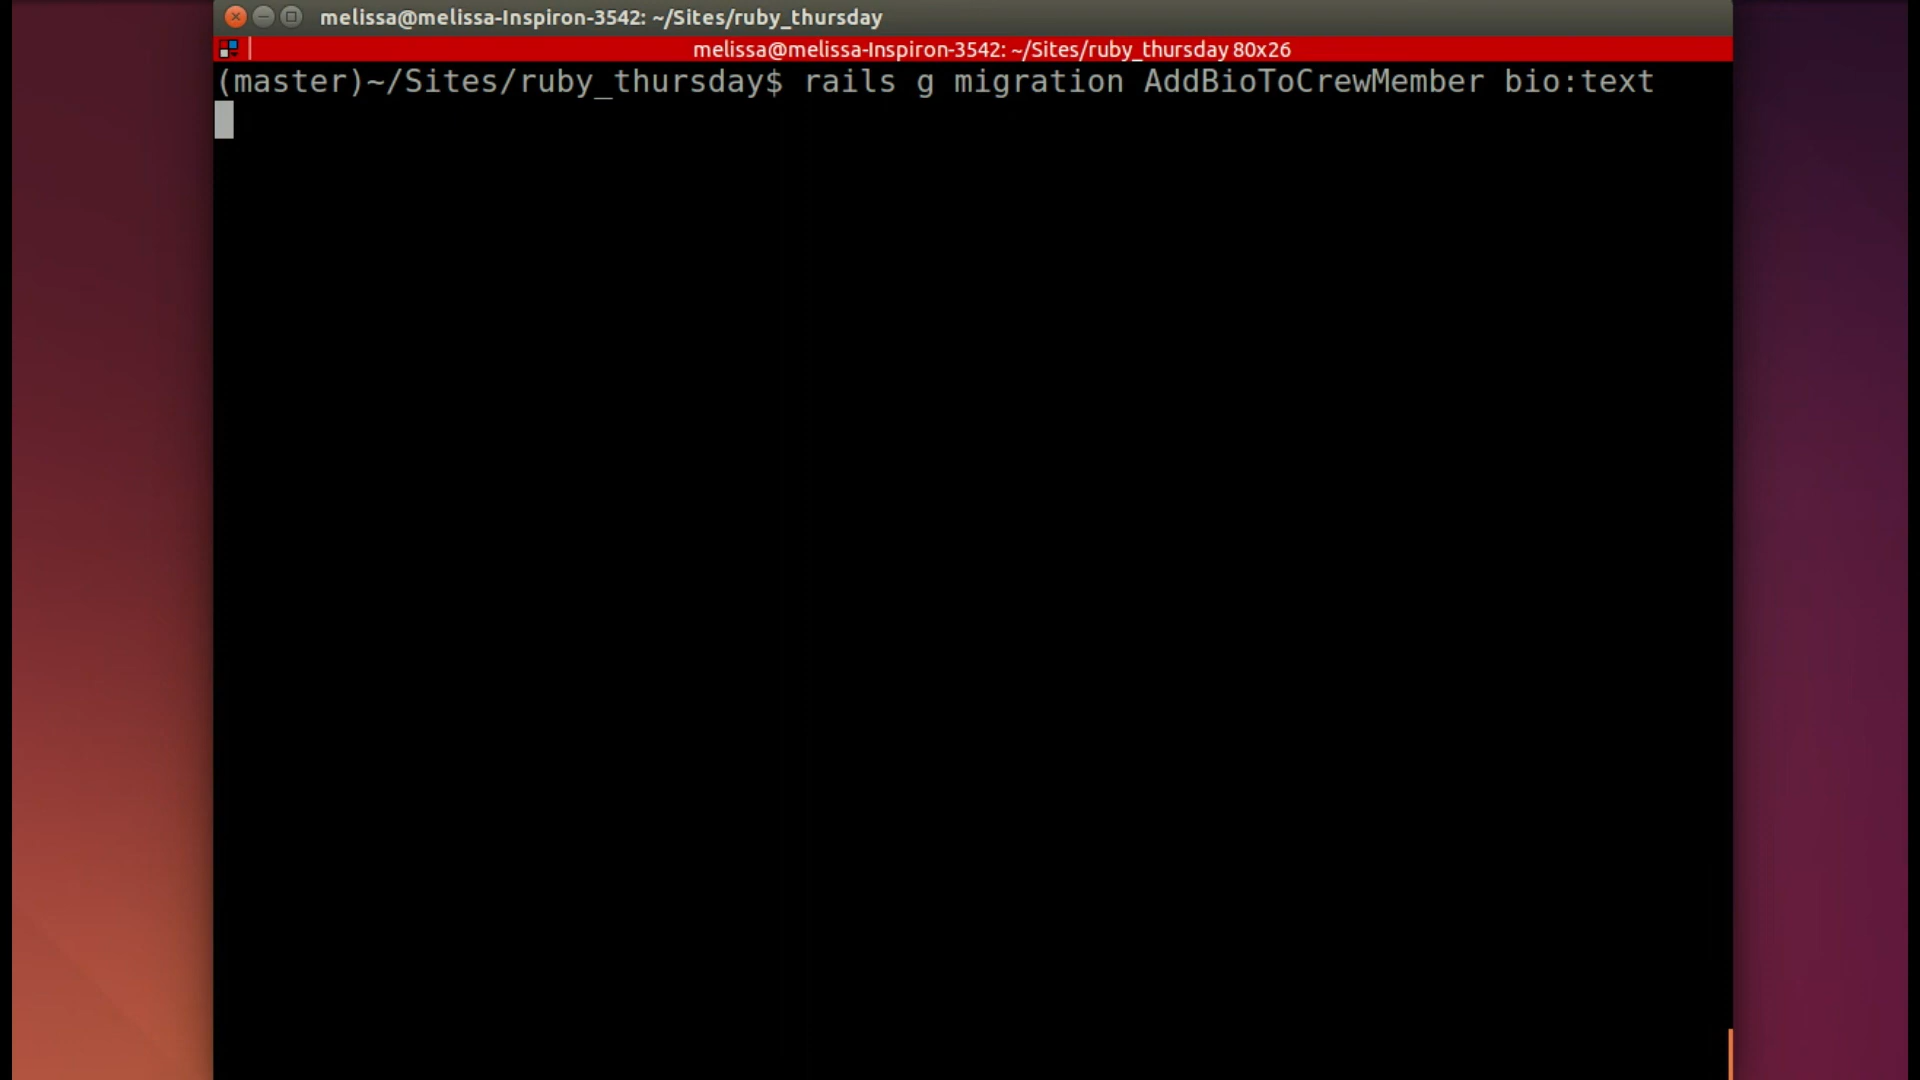 melissa@melissa-Inspiron-3542: ~/Sites/ruby_thursday
melissa@melissa-Inspiron-3542: ~/Sites/ruby_thursday 80x26
(master)~/Sites/ruby_thursday$ rails g migration AddBioToCrewMember bio:text